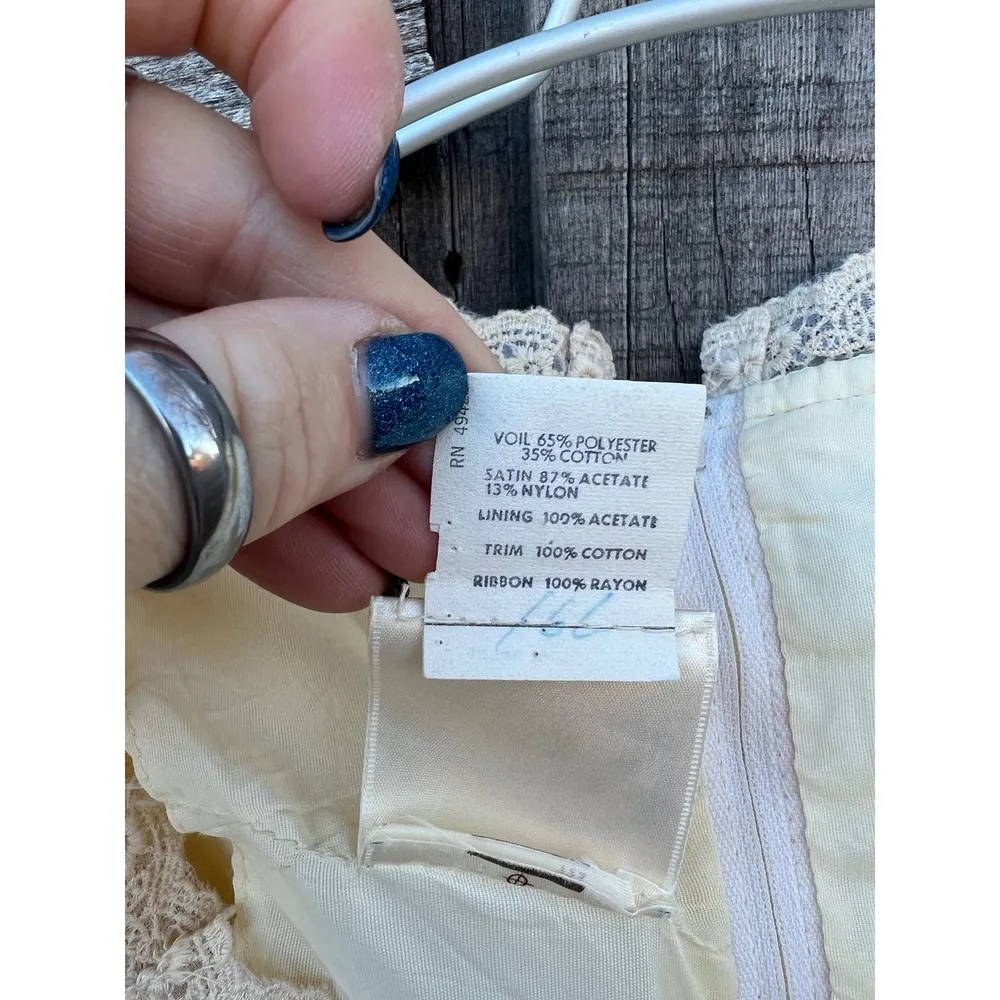 VOIL 65% POLYESTER
35% COTTON
SATIN 87% ACETATE
13% NYLON
LINING 100% ACETATE
TRIM 100% COTTON
RIBBON 100% RAYON
RN